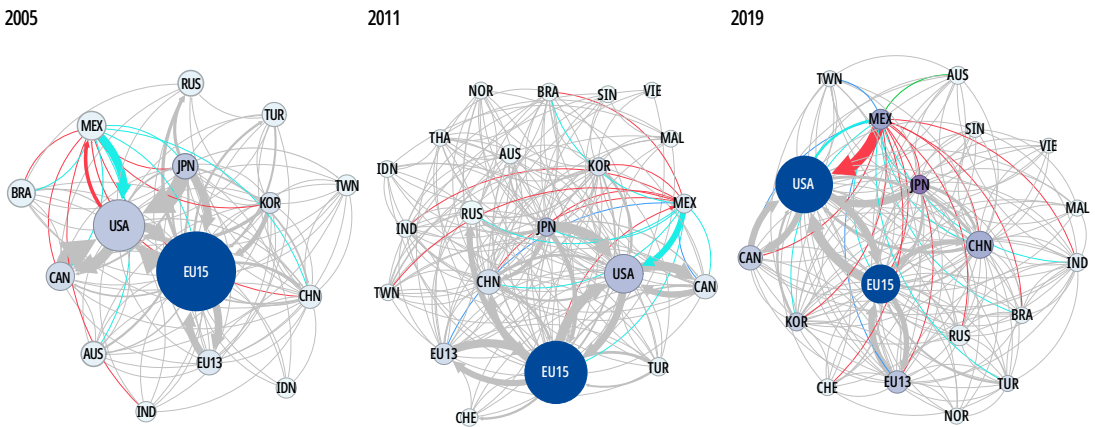 2005
RUS
TUR
MEX
JPN
TWN
BRA
KOR
USA
EU15
CAN
CHN
AUS
EU13
IDN
IND
2011
NOR
BRA
SIN
VIE
THA
MAL
AUS
IDN
KOR
MEX
RUS
IND
JPN
USA
CHN
CAN
TWN
EU13
EU15
TUR
CHE
2019
TWN
AUS
MEX
SIN
VIE
USA
JPN
MAL
CHN
CAN
IND
EU15
BRA
KOR
RUS
CHE
EU13
TUR
NOR